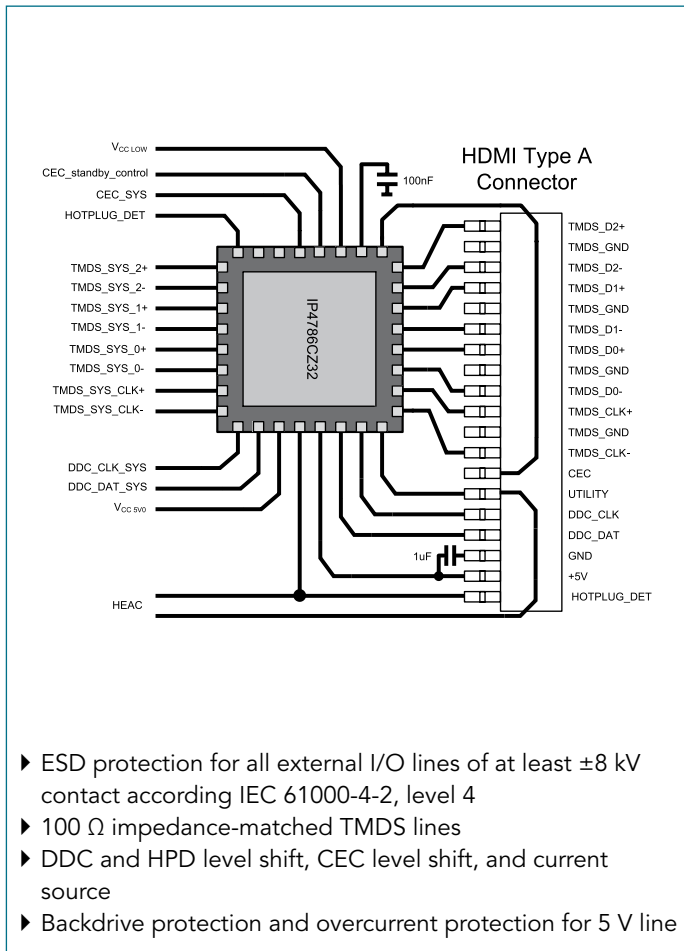 V CC LOW
CEC_standby_control
CEC_SYS
HOTPLUG_DET
100nF
HDMI Type A
Connector
TMDS_SYS_2+
TMDS_SYS_2-
TMDS_SYS_1+
TMDS_SYS_1-
TMDS_SYS_0+
TMDS_SYS_0-
TMDS_SYS_CLK+
TMDS_SYS_CLK-
IP4786CZ32
DDC_CLK_SYS
DDC_DAT_SYS
V CC 5V0
HEAC
1uF
TMDS_D2+
TMDS_GND
TMDS_D2-
TMDS_D1+
TMDS_GND
TMDS_D1-
TMDS_D0+
TMDS_GND
TMDS_D0-
TMDS_CLK+
TMDS_GND
TMDS_CLK-
CEC
UTILITY
DDC_CLK
DDC_DAT
GND
+5V
HOTPLUG_DET
▶ ESD protection for all external I/O lines of at least ±8 kV
contact according IEC 61000-4-2, level 4
▶ 100 Ω impedance-matched TMDS lines
▶ DDC and HPD level shift, CEC level shift, and current
source
▶ Backdrive protection and overcurrent protection for 5 V line